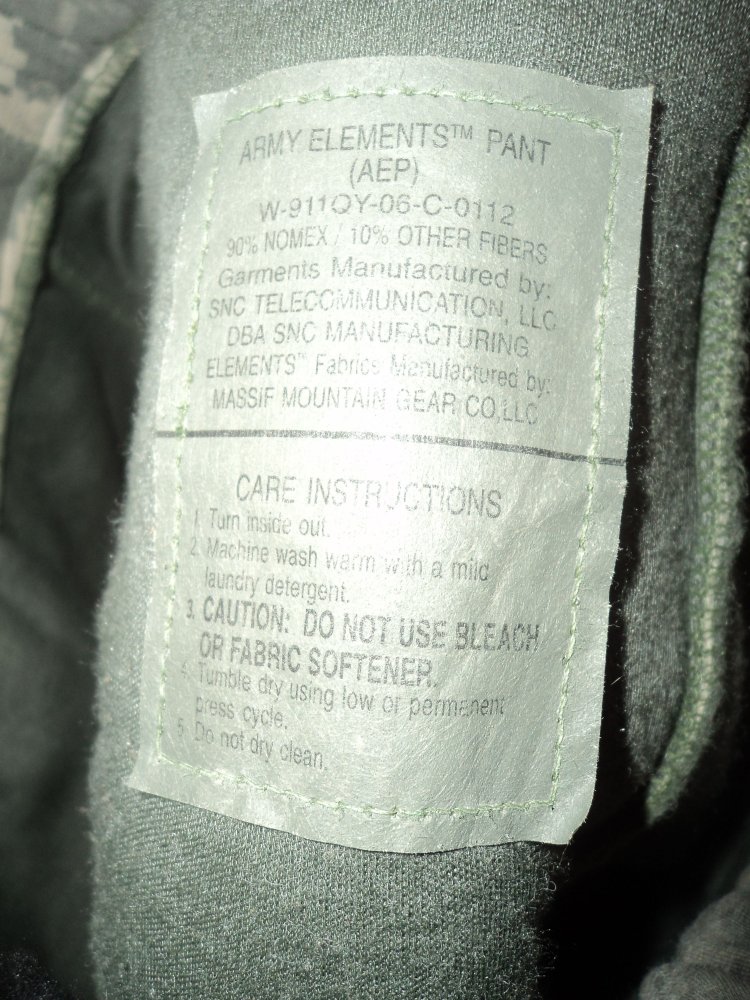 ARMY ELEMENTS™ PANT
(AEP)
W-911QY-06-C-0112
90% NOMEX / 10% OTHER FIBERS
Garments Manufactured by:
SNC TELECOMMUNICATION, LLC
DBA SNC MANUFACTURING
ELEMENTS™ Fabrics Manufactured by:
MASSIF MOUNTAIN GEAR CO,LLC
CARE INSTRUCTIONS
1. Turn inside out.
2. Machine wash warm with a mild
laundry detergent.
3. CAUTION: DO NOT USE BLEACH
OR FABRIC SOFTENER.
4. Tumble dry using low or permanent
press cycle.
5. Do not dry clean.